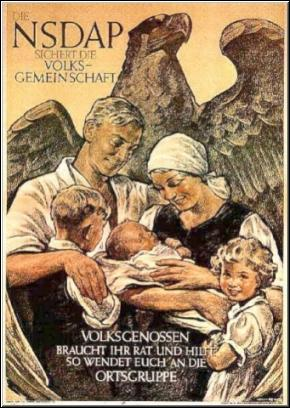 DIE
NSDAP
SICHERT DIE
VOLKS-
GEMEINSCHAFT
VOLKSGENOSSEN
BRAUCHT IHR RAT UND HILFE
SO WENDET EUCH AN DIE
ORTSGRUPPE